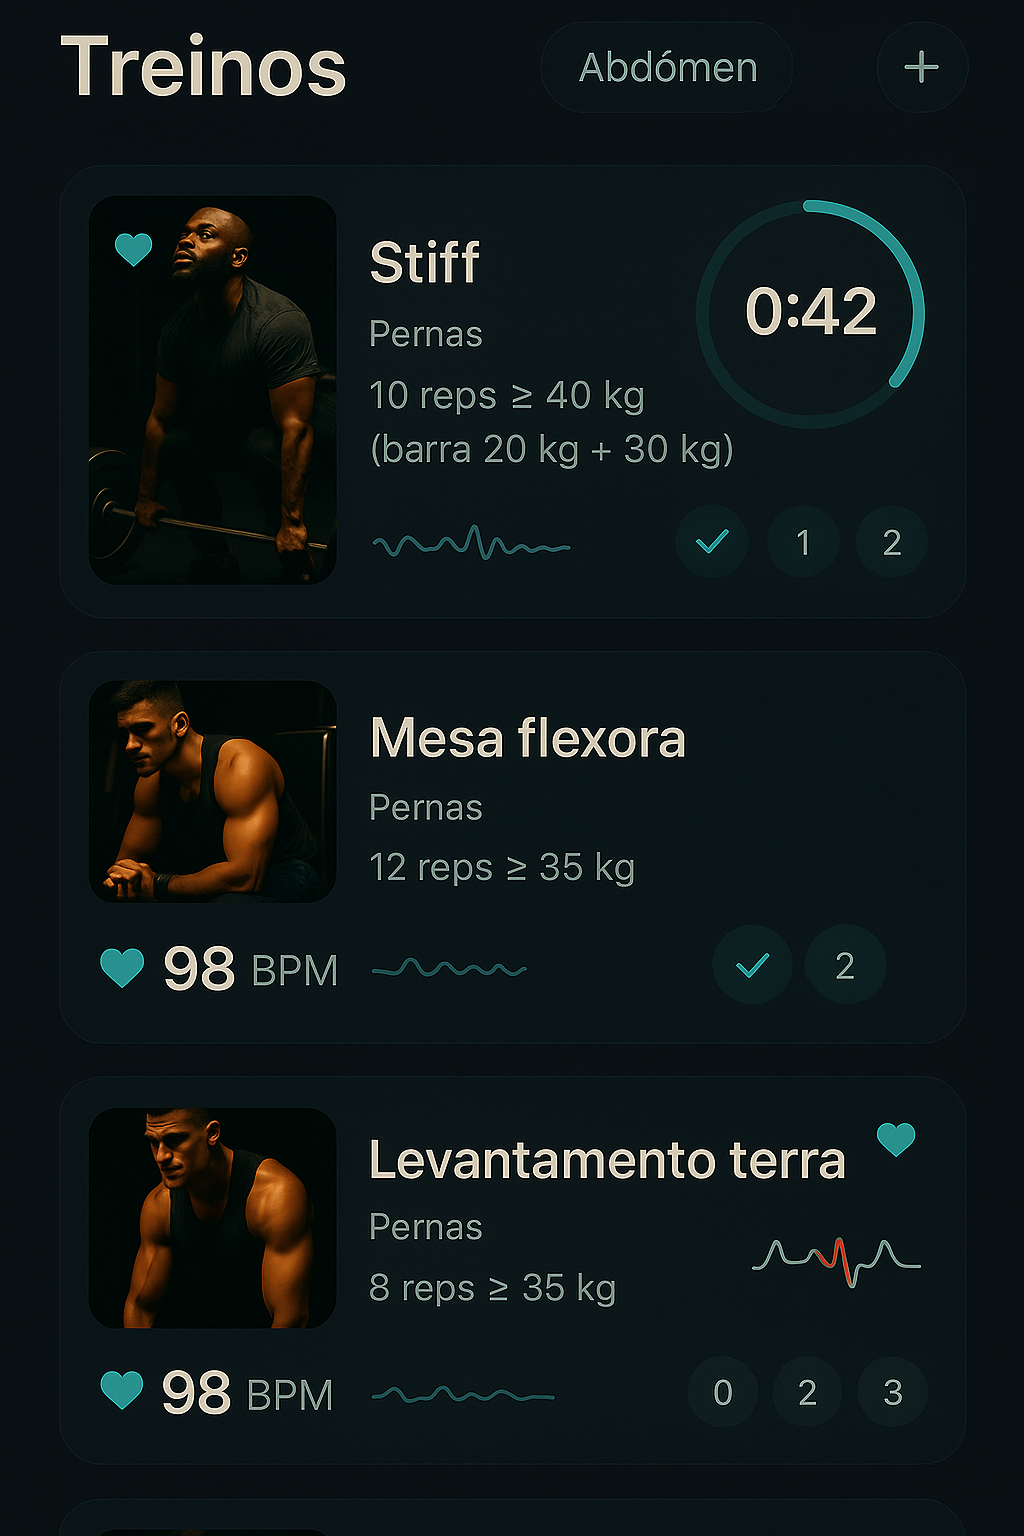 Treinos
Abdómen
+
Stiff
0:42
Pernas
10 reps ≥ 40 kg
(barra 20 kg + 30 kg)
1 2
Mesa flexora
Pernas
12 reps ≥ 35 kg
98 BPM
2
Levantamento terra
Pernas
8 reps ≥ 35 kg
98 BPM
0 2 3